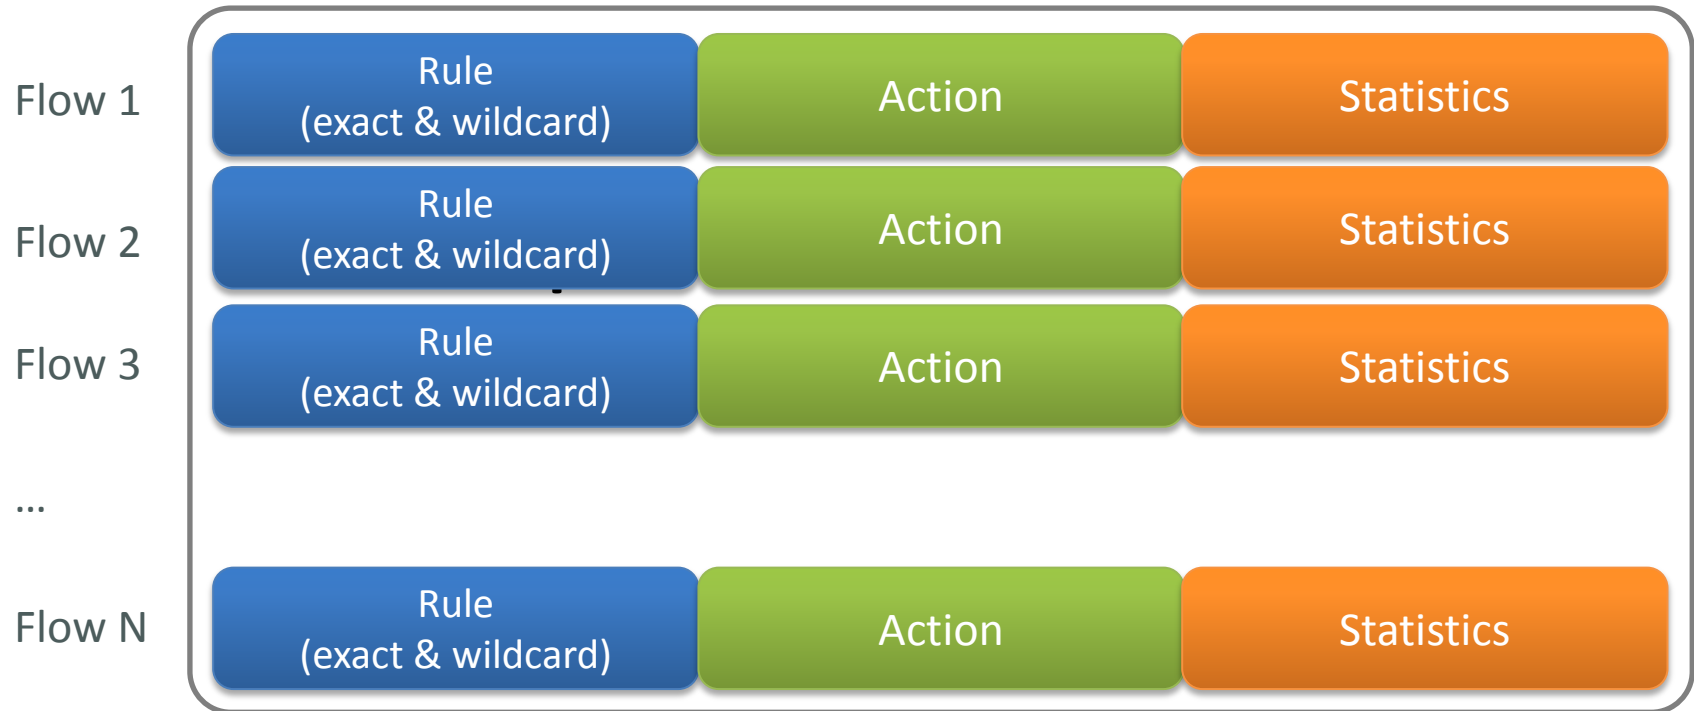 Flow 1
Rule
(exact & wildcard)
Action
Statistics
Flow 2
Rule
(exact & wildcard)
Action
Statistics
Flow 3
Rule
(exact & wildcard)
Action
Statistics
...
Flow N
Rule
(exact & wildcard)
Action
Statistics